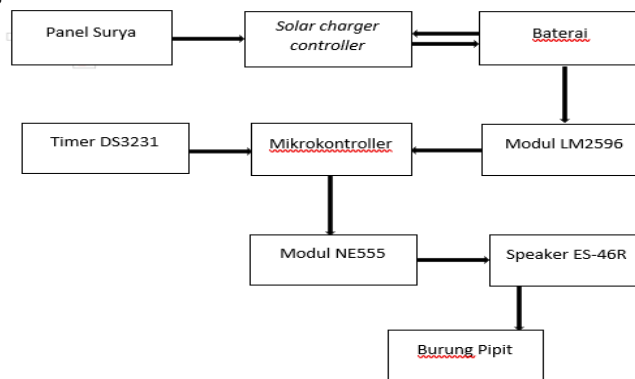 Panel Surya
Solar charger
controller
Baterai
Timer DS3231
Mikrokontroller
Modul LM2596
Modul NE555
Speaker ES-46R
Burung Pipit